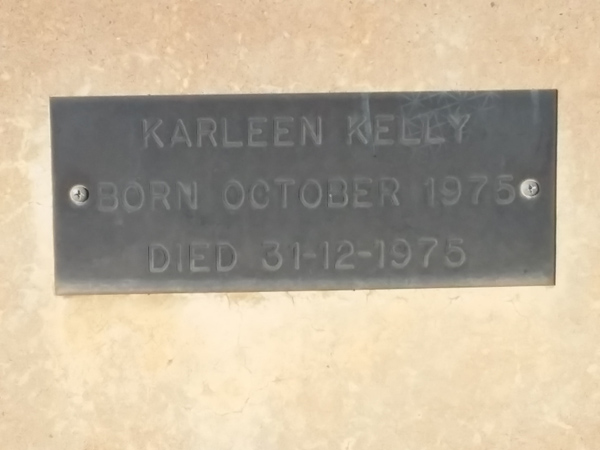 KARLEEN KELLY
BORN OCTOBER 1975
DIED 31-12-1975